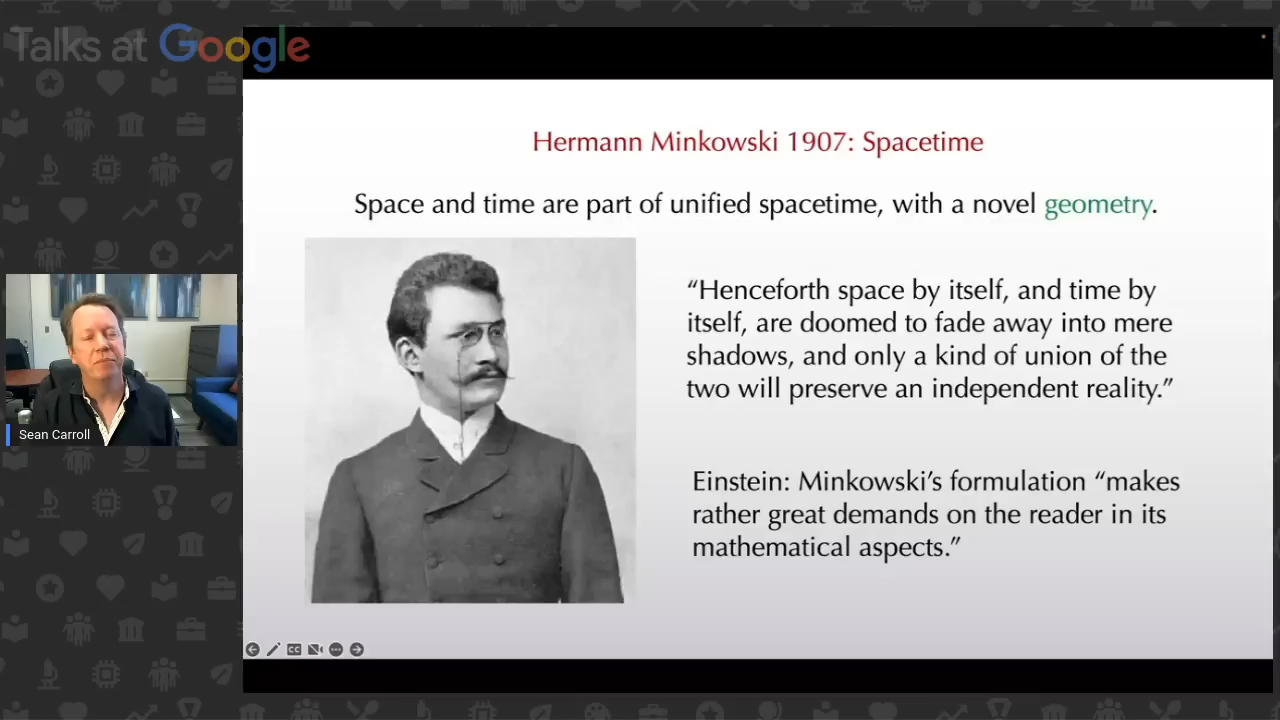 Talks at Google
Hermann Minkowski 1907: Spacetime
Space and time are part of unified spacetime, with a novel geometry.
“Henceforth space by itself, and time by
itself, are doomed to fade away into mere
shadows, and only a kind of union of the
two will preserve an independent reality.”
Einstein: Minkowski’s formulation “makes
rather great demands on the reader in its
mathematical aspects.”
Sean Carroll
CC